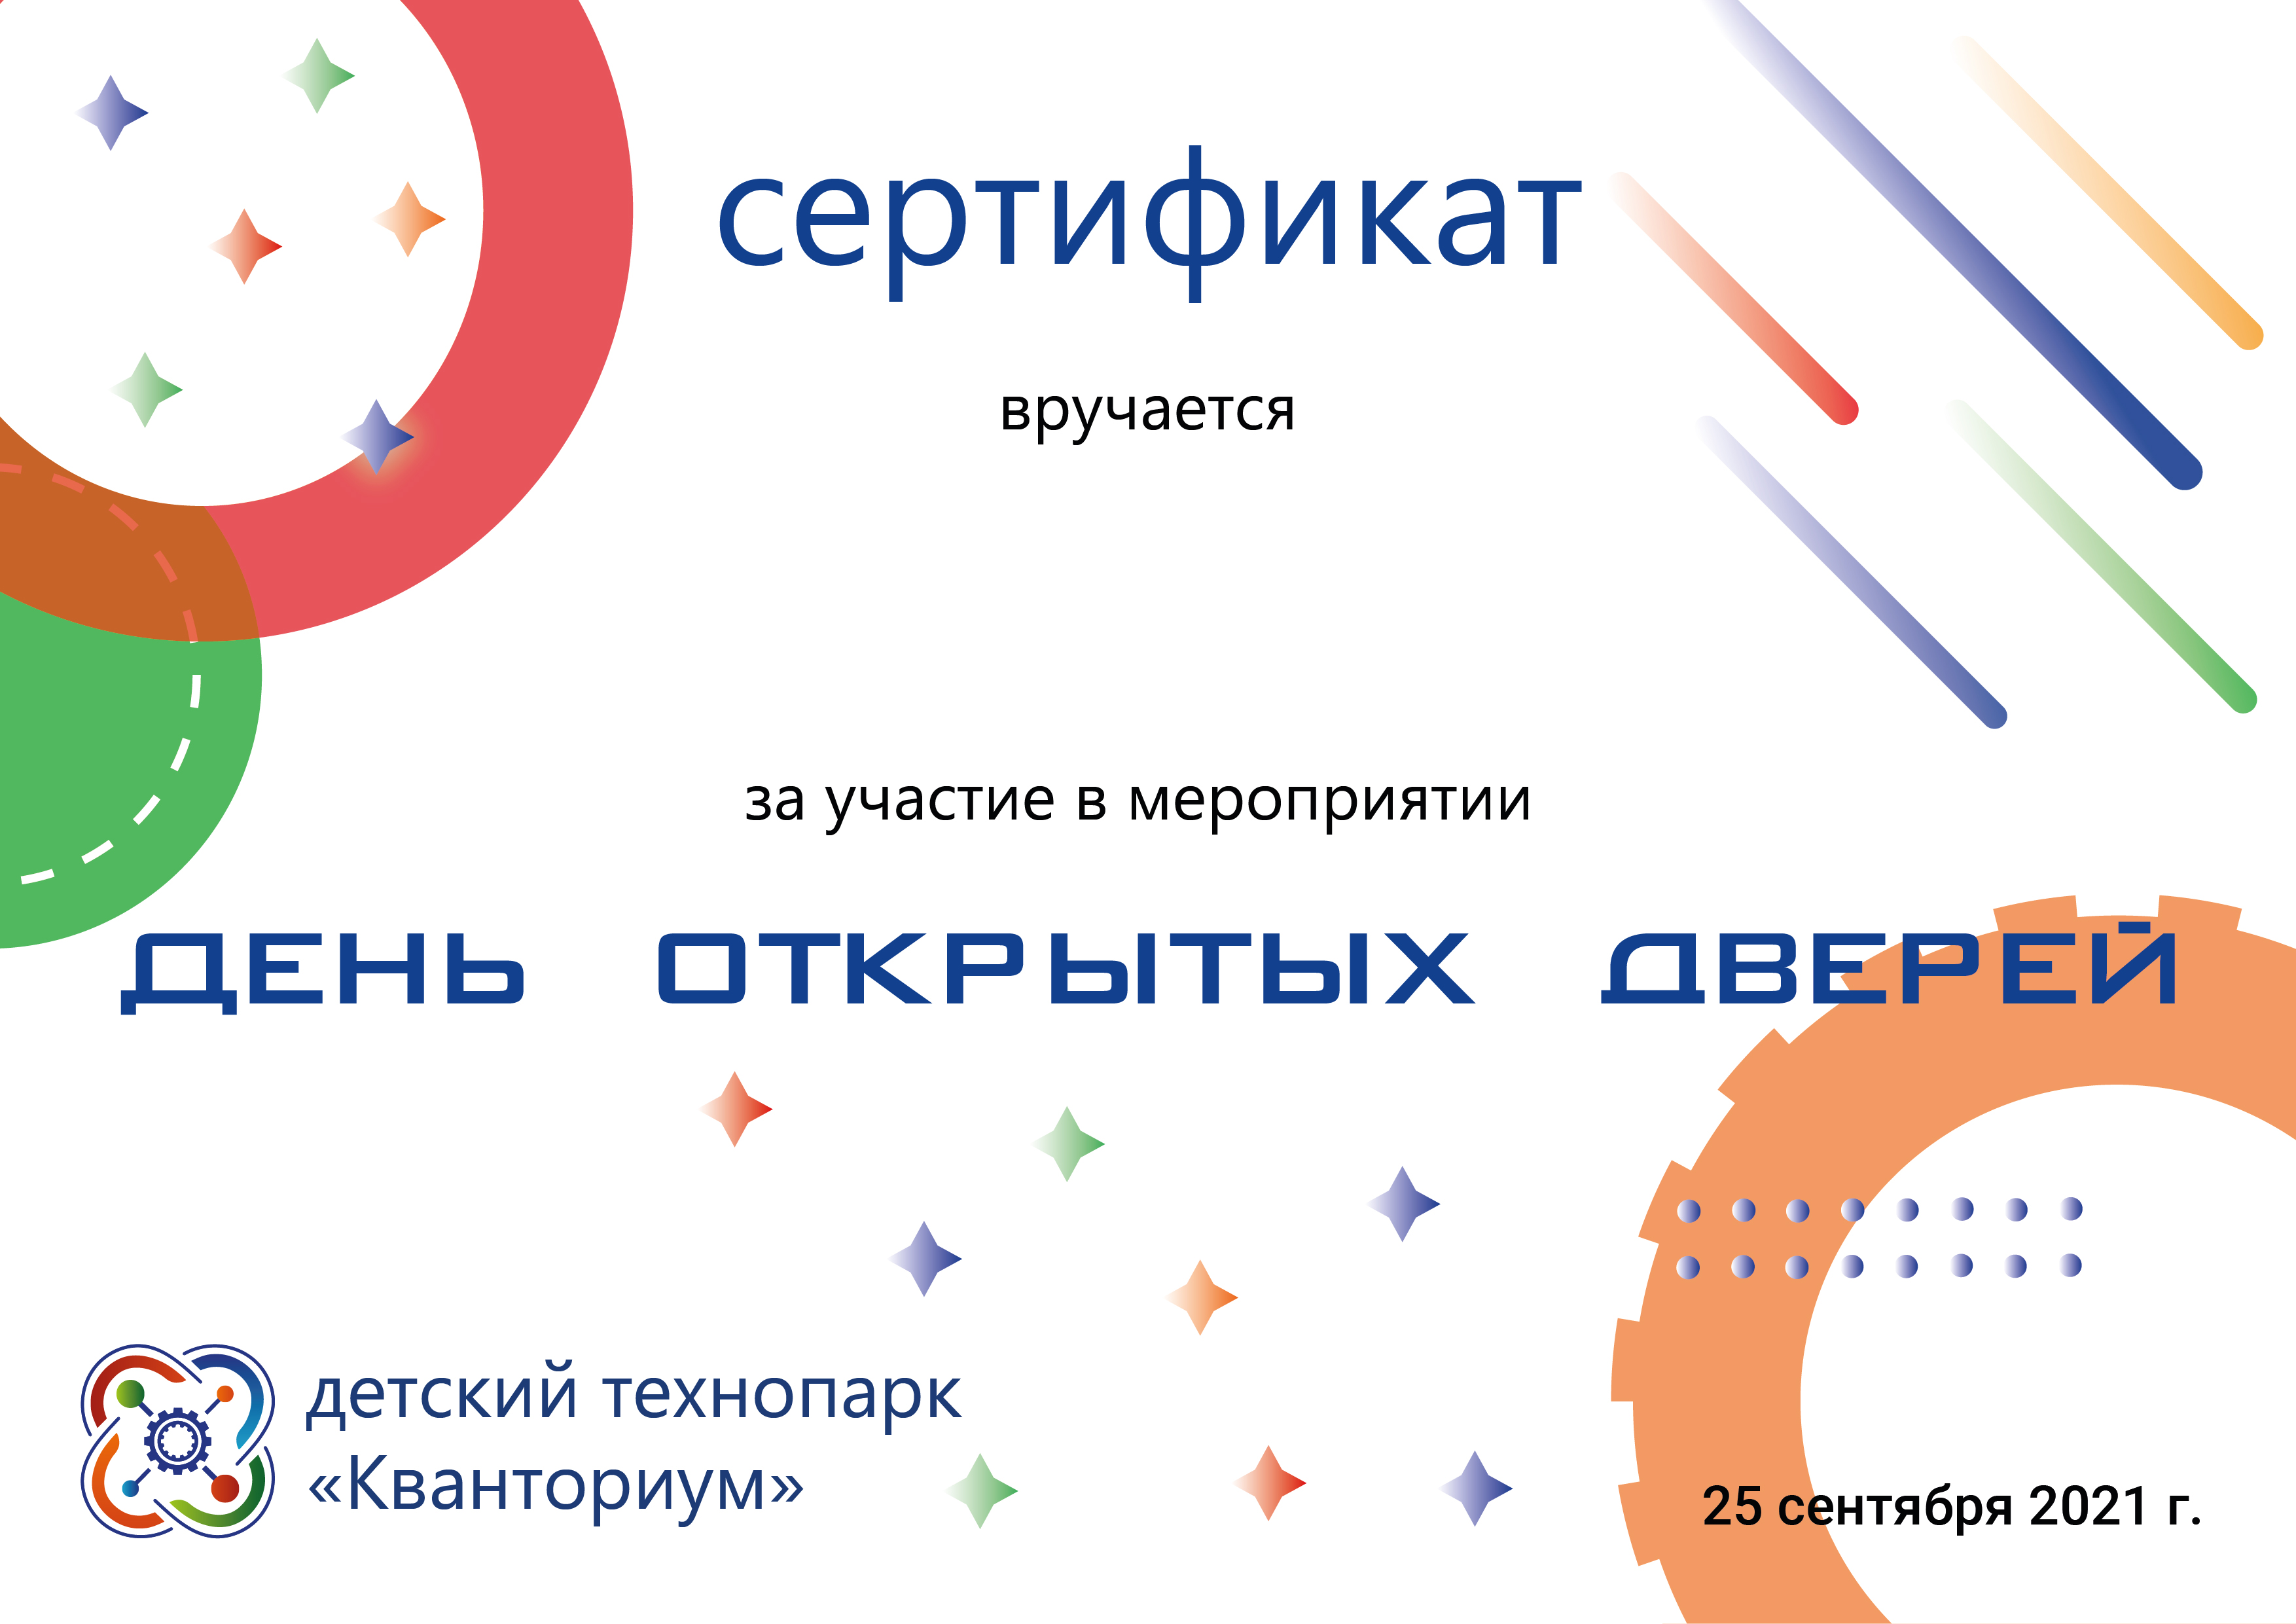 сертификат
вручается
за участие в мероприятии
ДЕНЬ ОТКРЫТЫХ ДВЕРЕЙ
детский технопарк
«Кванториум»
25 сентября 2021 г.